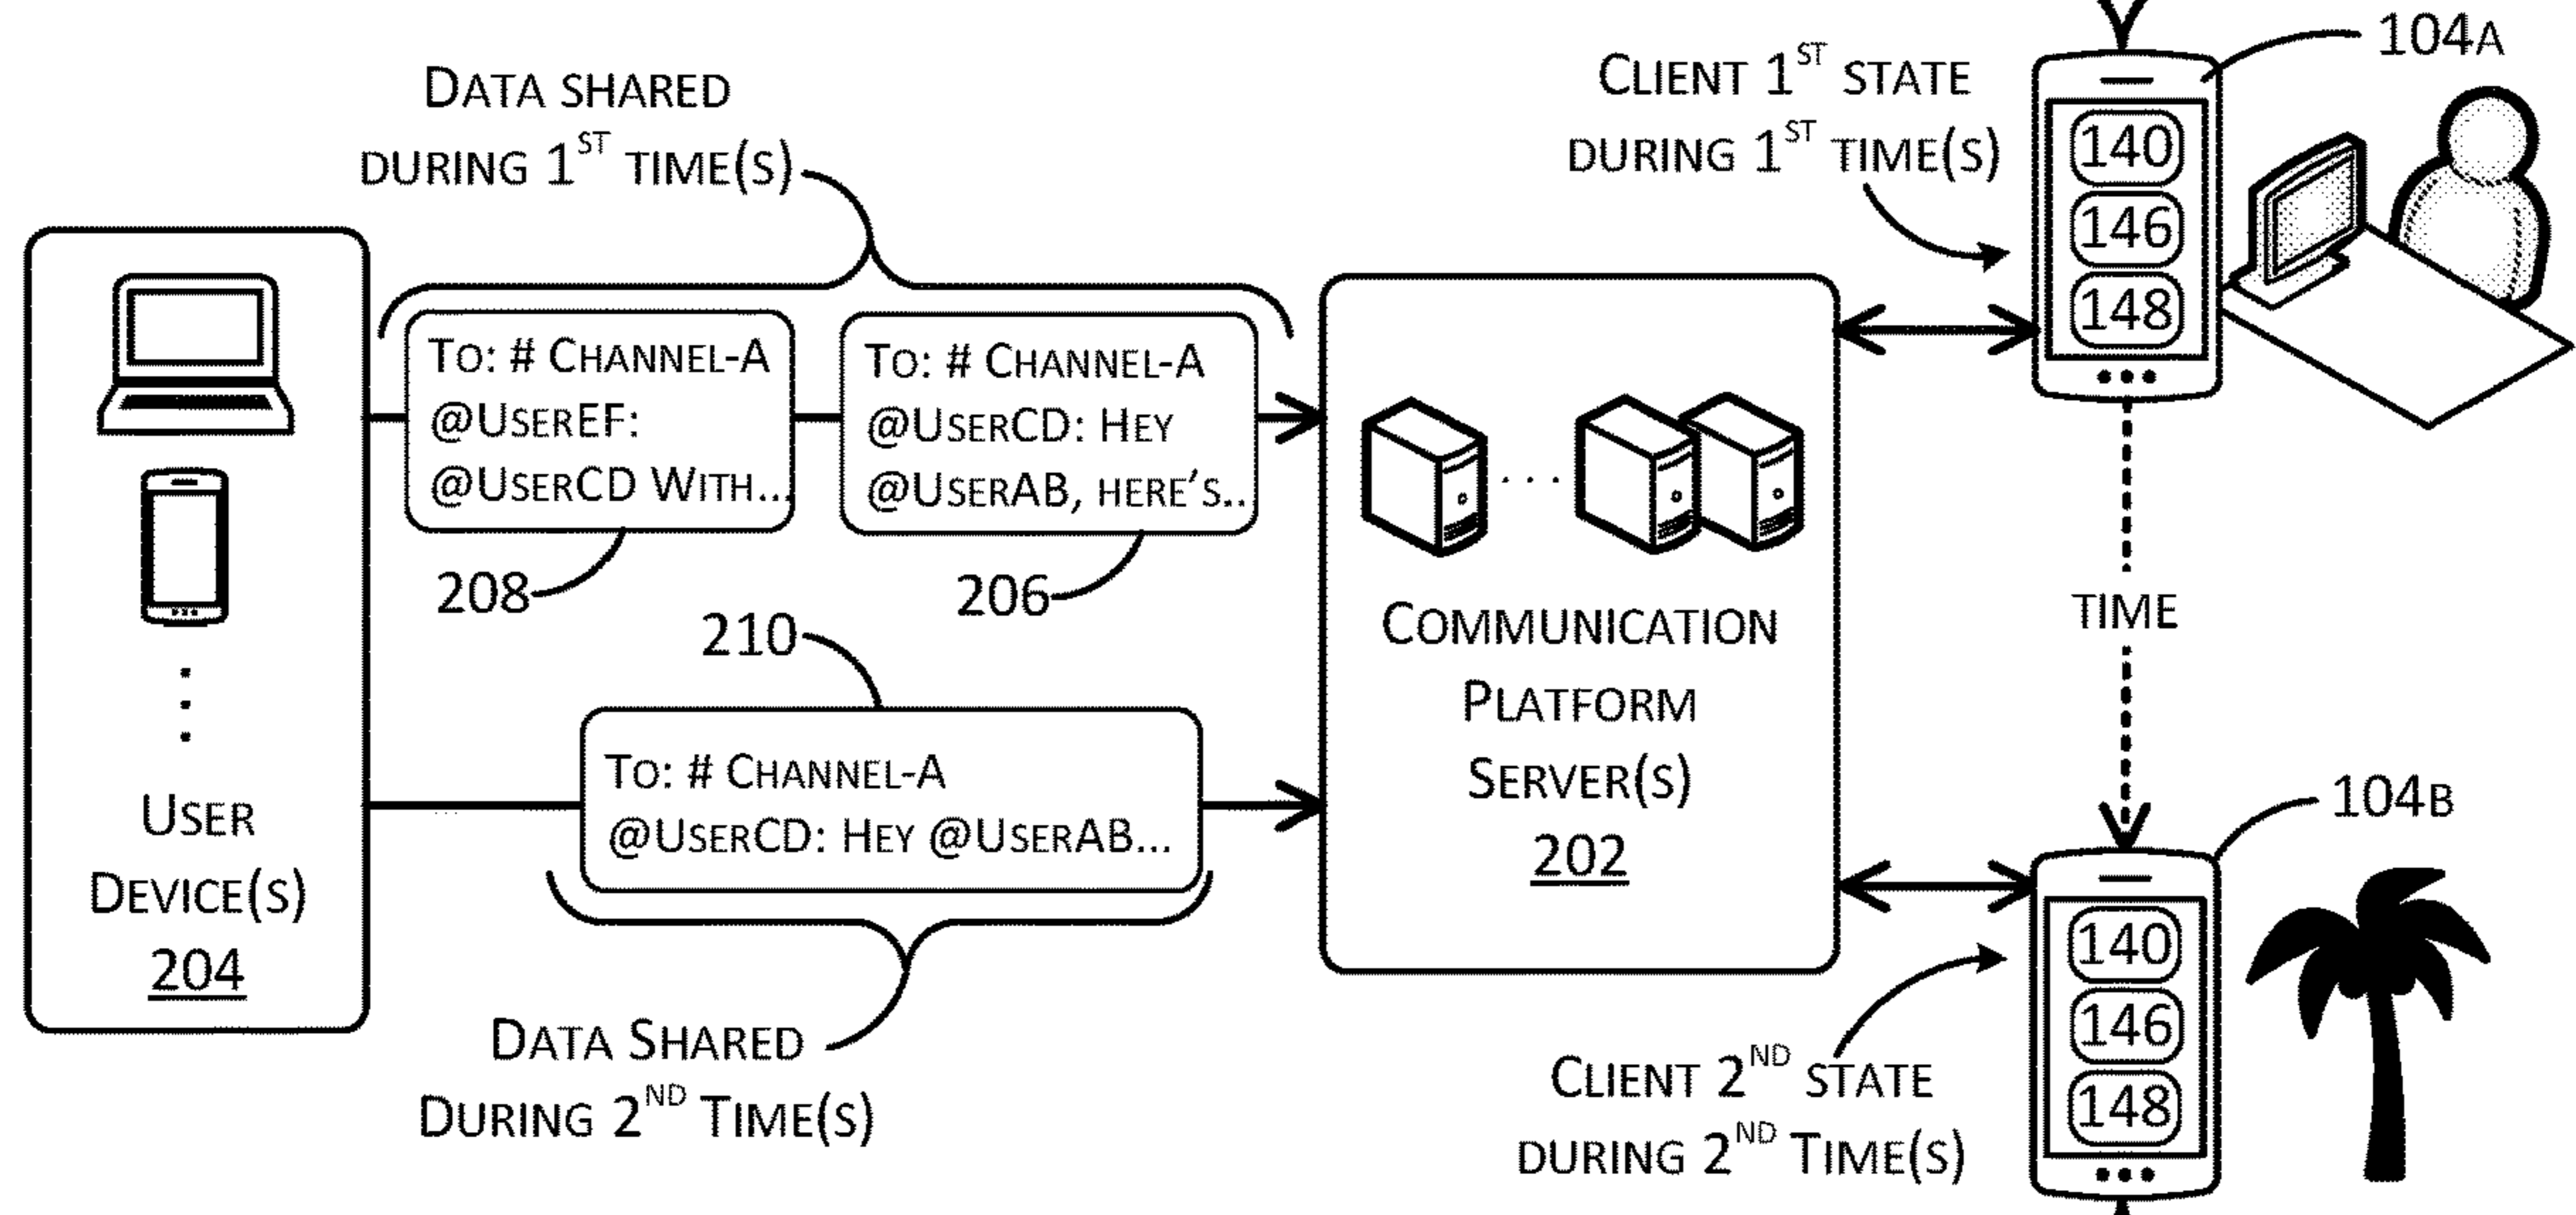 DATA SHARED
DURING 1ST TIME(S)
CLIENT 1ST STATE
DURING 1ST TIME(S)
104A
140
146
148
TO: # CHANNEL-A
@USEREF:
@USERCD WITH...
208
TO: # CHANNEL-A
@USERCD: HEY
@USERAB, HERE'S..
206
210
TO: # CHANNEL-A
@USERCD: HEY @USERAB...
USER
DEVICE(S)
204
. . .
COMMUNICATION
PLATFORM
SERVER(S)
202
TIME
104B
140
146
148
DATA SHARED
DURING 2ND TIME(S)
CLIENT 2ND STATE
DURING 2ND TIME(S)